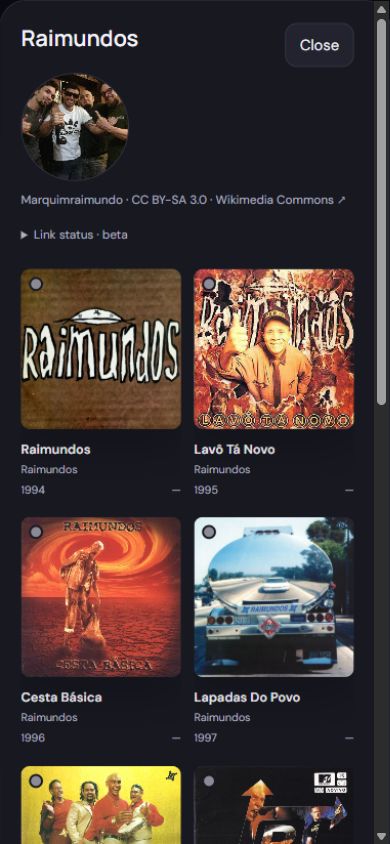 Raimundos
Close
Marquimraimundo · CC BY-SA 3.0 · Wikimedia Commons ↗
▶ Link status · beta
RAIMUNDOS
RAIMUNDOS
LAVÔ TÁ NOVO
Raimundos
Lavô Tá Novo
Raimundos
Raimundos
1994 —
1995 —
RAIMUNDOS
CESTA BÁSICA
RAIMUNDOS
Cesta Básica
Lapadas Do Povo
Raimundos
Raimundos
1996 —
1997 —
MTV